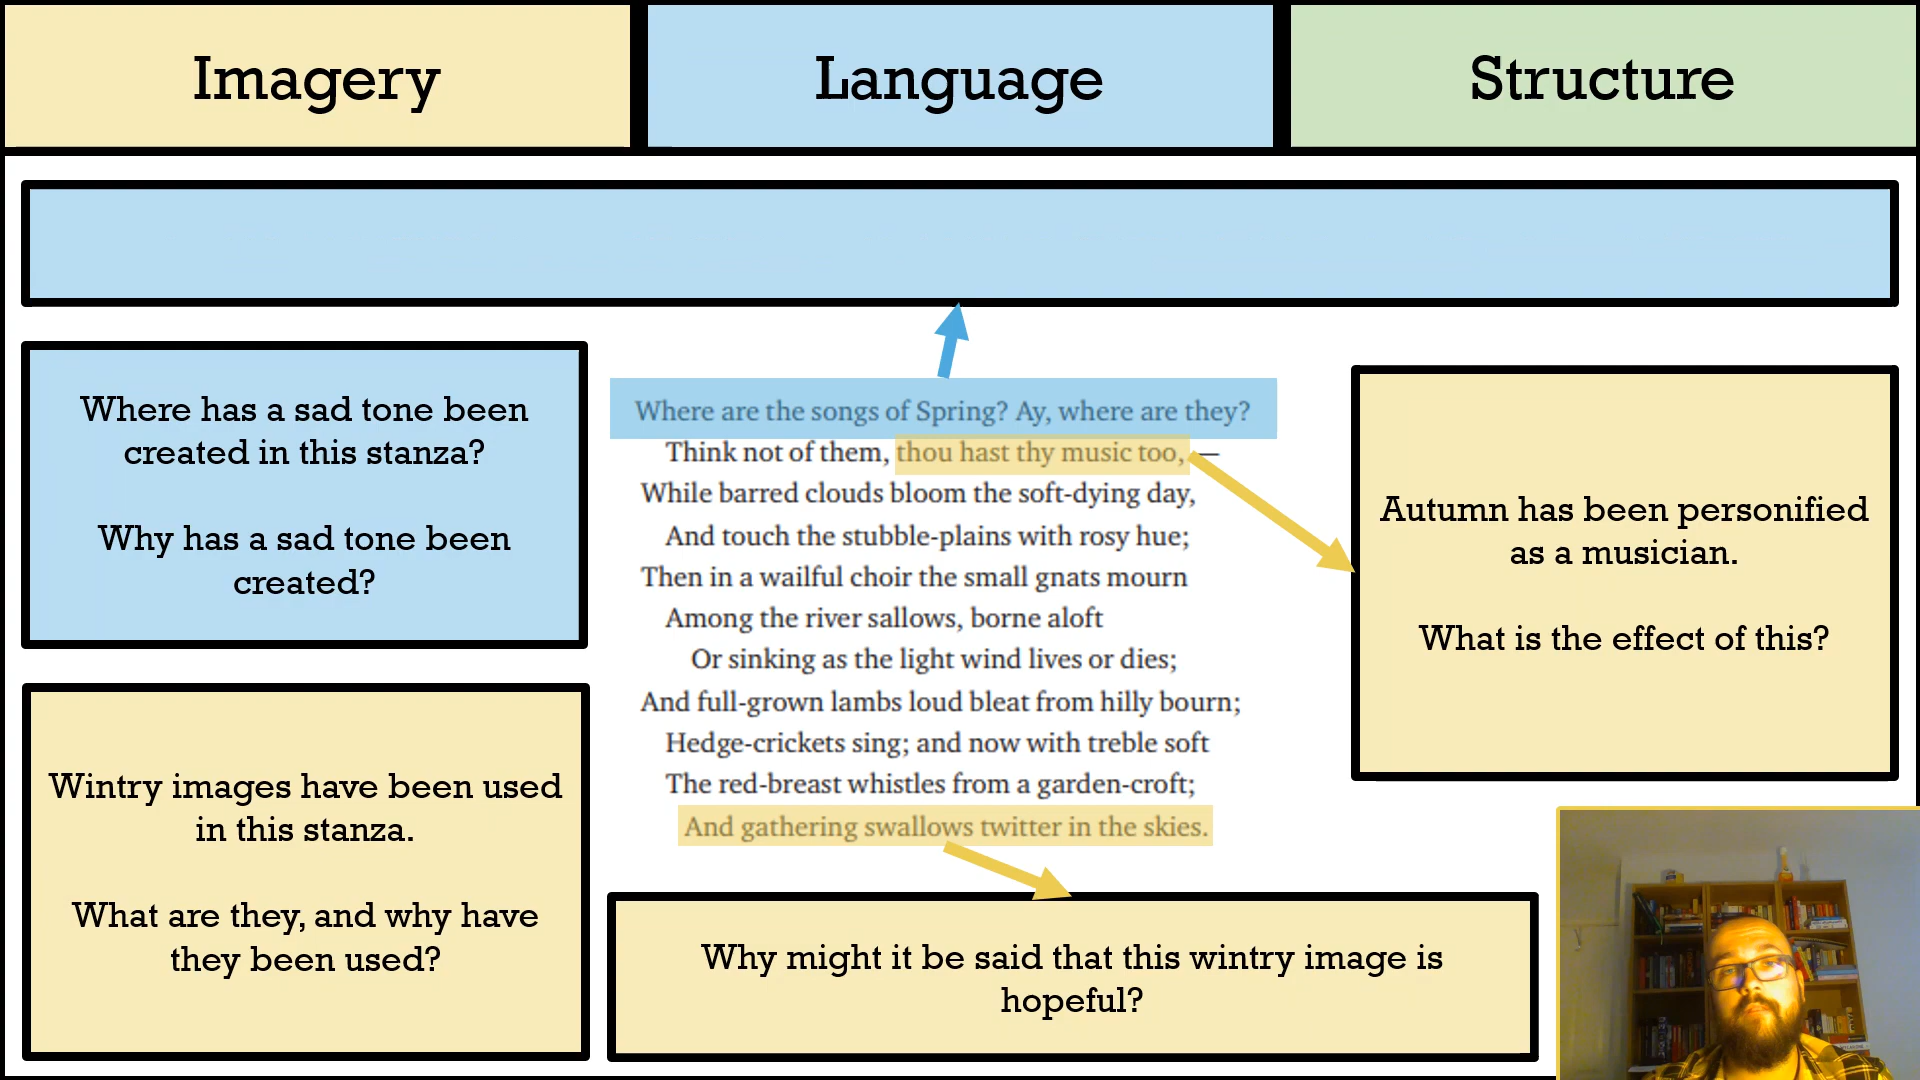 Imagery
Language
Structure
Where has a sad tone been
created in this stanza?
Why has a sad tone been
created?
Wintry images have been used
in this stanza.
What are they, and why have
they been used?
Where are the songs of Spring? Ay, where are they?
Think not of them, thou hast thy music too,—
While barred clouds bloom the soft-dying day,
And touch the stubble-plains with rosy hue;
Then in a wailful choir the small gnats mourn
Among the river sallows, borne aloft
Or sinking as the light wind lives or dies;
And full-grown lambs loud bleat from hilly bourn;
Hedge-crickets sing; and now with treble soft
The red-breast whistles from a garden-croft;
And gathering swallows twitter in the skies.
Autumn has been personified
as a musician.
What is the effect of this?
Why might it be said that this wintry image is
hopeful?